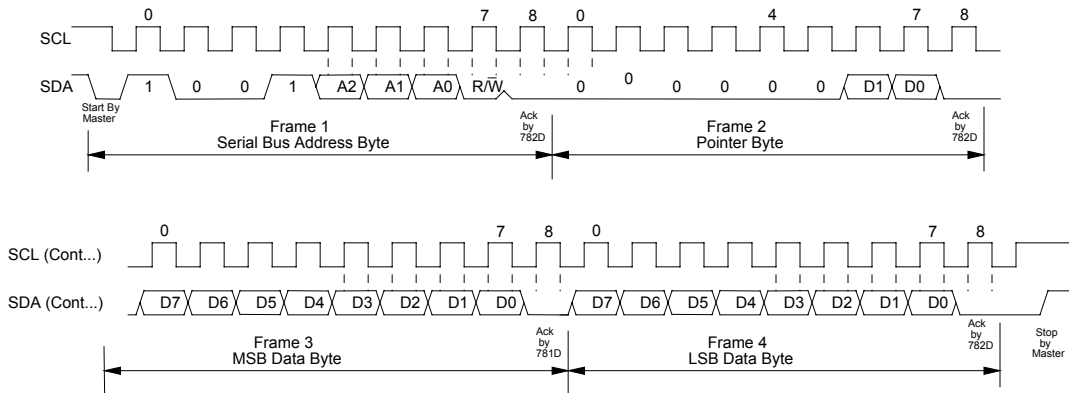 0 7 8 0 4 7 8
SCL
SDA 1 0 0 1 A2 A1 A0 R/W̅ 0 0 0 0 0 0 D1 D0
Start By
Master
Ack
by
782D
Ack
by
782D
Frame 1
Serial Bus Address Byte
Frame 2
Pointer Byte
0 7 8 0 7 8
SCL (Cont...)
SDA (Cont...) D7 D6 D5 D4 D3 D2 D1 D0 D7 D6 D5 D4 D3 D2 D1 D0
Ack
by
781D
Ack
by
782D
Stop
by
Master
Frame 3
MSB Data Byte
Frame 4
LSB Data Byte